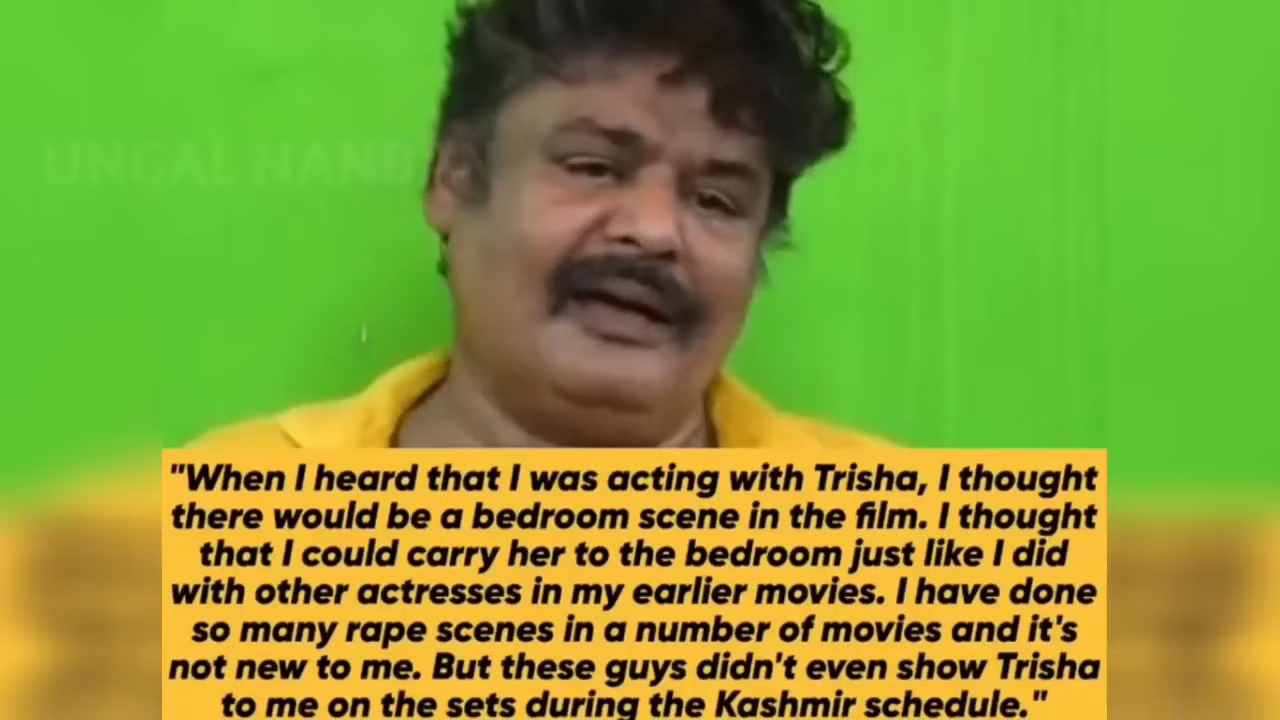 UNGAL NANB
"When I heard that I was acting with Trisha, I thought
there would be a bedroom scene in the film. I thought
that I could carry her to the bedroom just like I did
with other actresses in my earlier movies. I have done
so many rape scenes in a number of movies and it's
not new to me. But these guys didn't even show Trisha
to me on the sets during the Kashmir schedule."